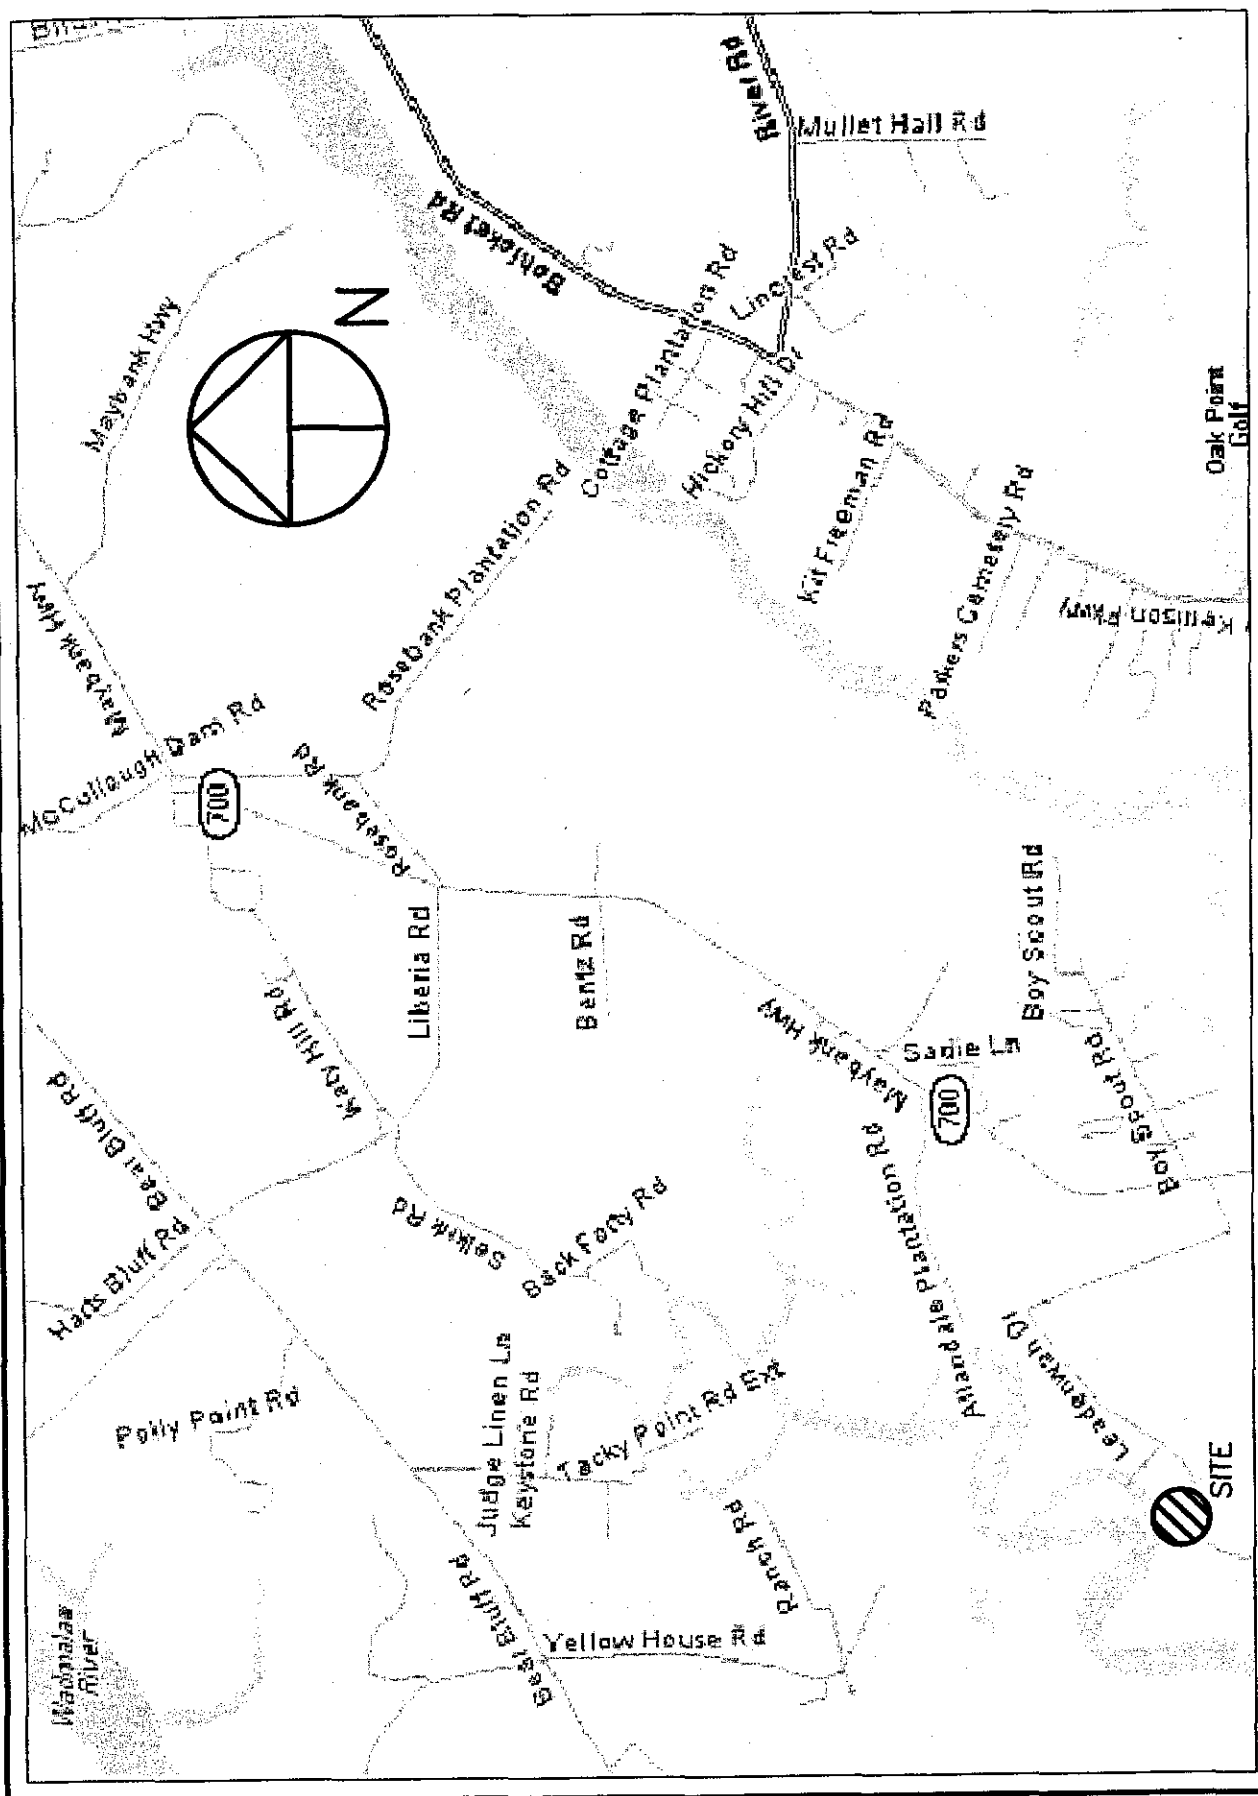 N
River Rd
Mullet Hall Rd
Bohicket Rd
Maybank Hwy
Cottage Plantation Rd
Lincrest Rd
Hickory Hill Dr
Oak Point
Golf
Kit Freeman Rd
Rosebank Plantation Rd
Parkers Cemetery Rd
Maybank Hwy
McCollough Dam Rd
700
Rosebank Rd
Liberia Rd
Bentz Rd
Boy Scout Rd
Katy Hill Rd
Maybank Hwy
Sadie Ln
700
Bear Bluff Rd
Boy Scout Rd
Harts Bluff Rd
Selkirk Rd
Back Forty Rd
Allandale Plantation Rd
Leadenwah Dr
Polly Point Rd
Judge Linen Ln
Keystone Rd
Tacky Point Rd Ext
SITE
Bear Bluff Rd
Ranch Rd
Yellow House Rd
River